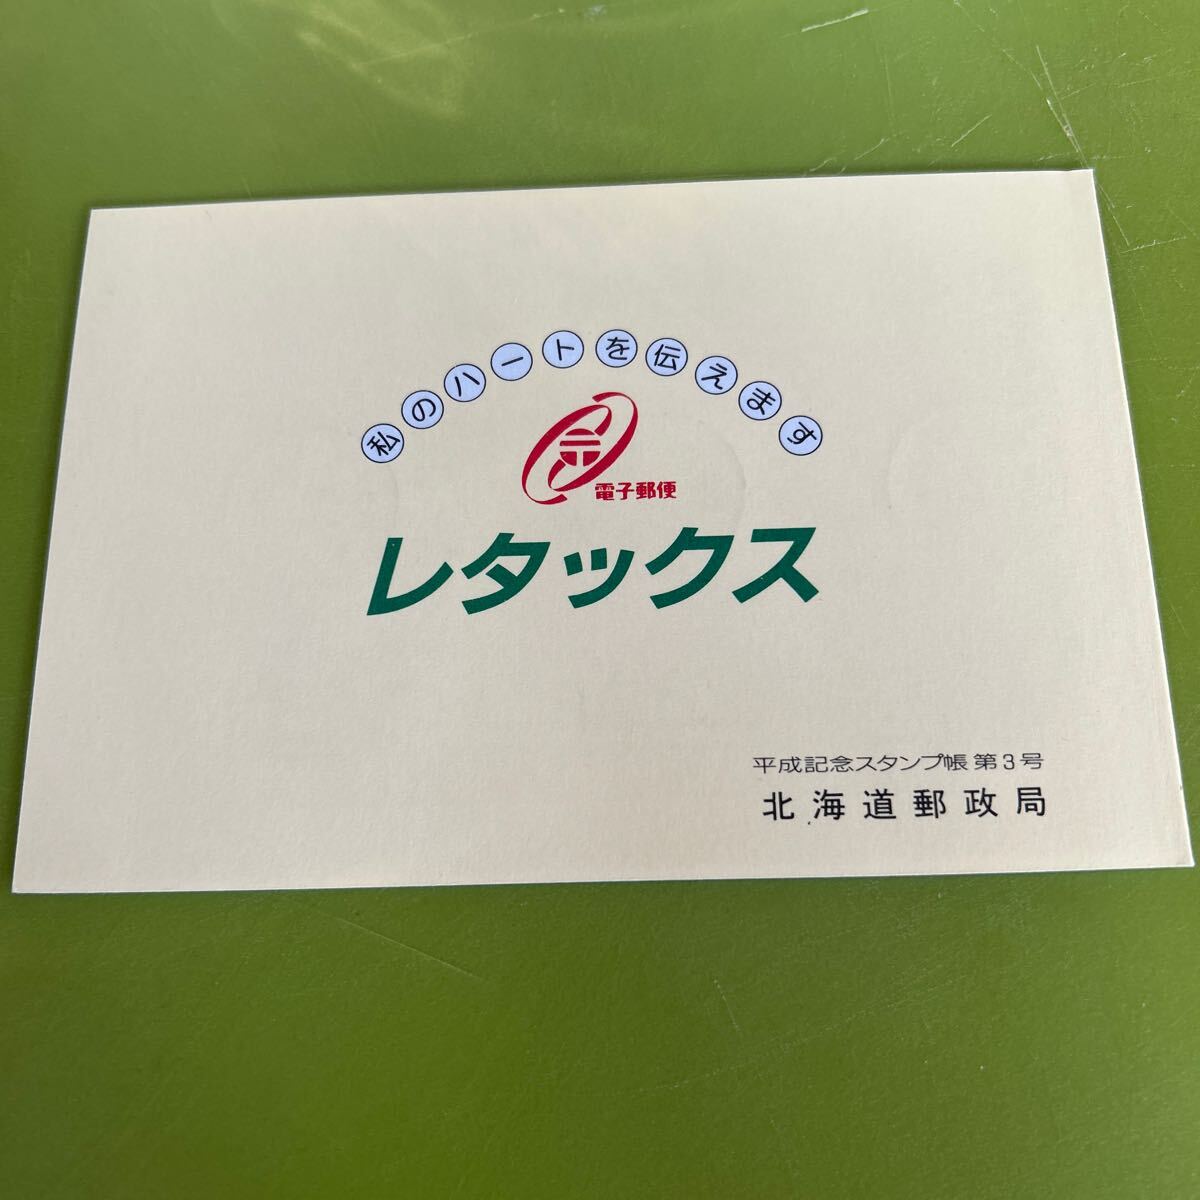 私のハートを伝えます
電子郵便
レタックス
平成記念スタンプ帳 第3号
北海道郵政局